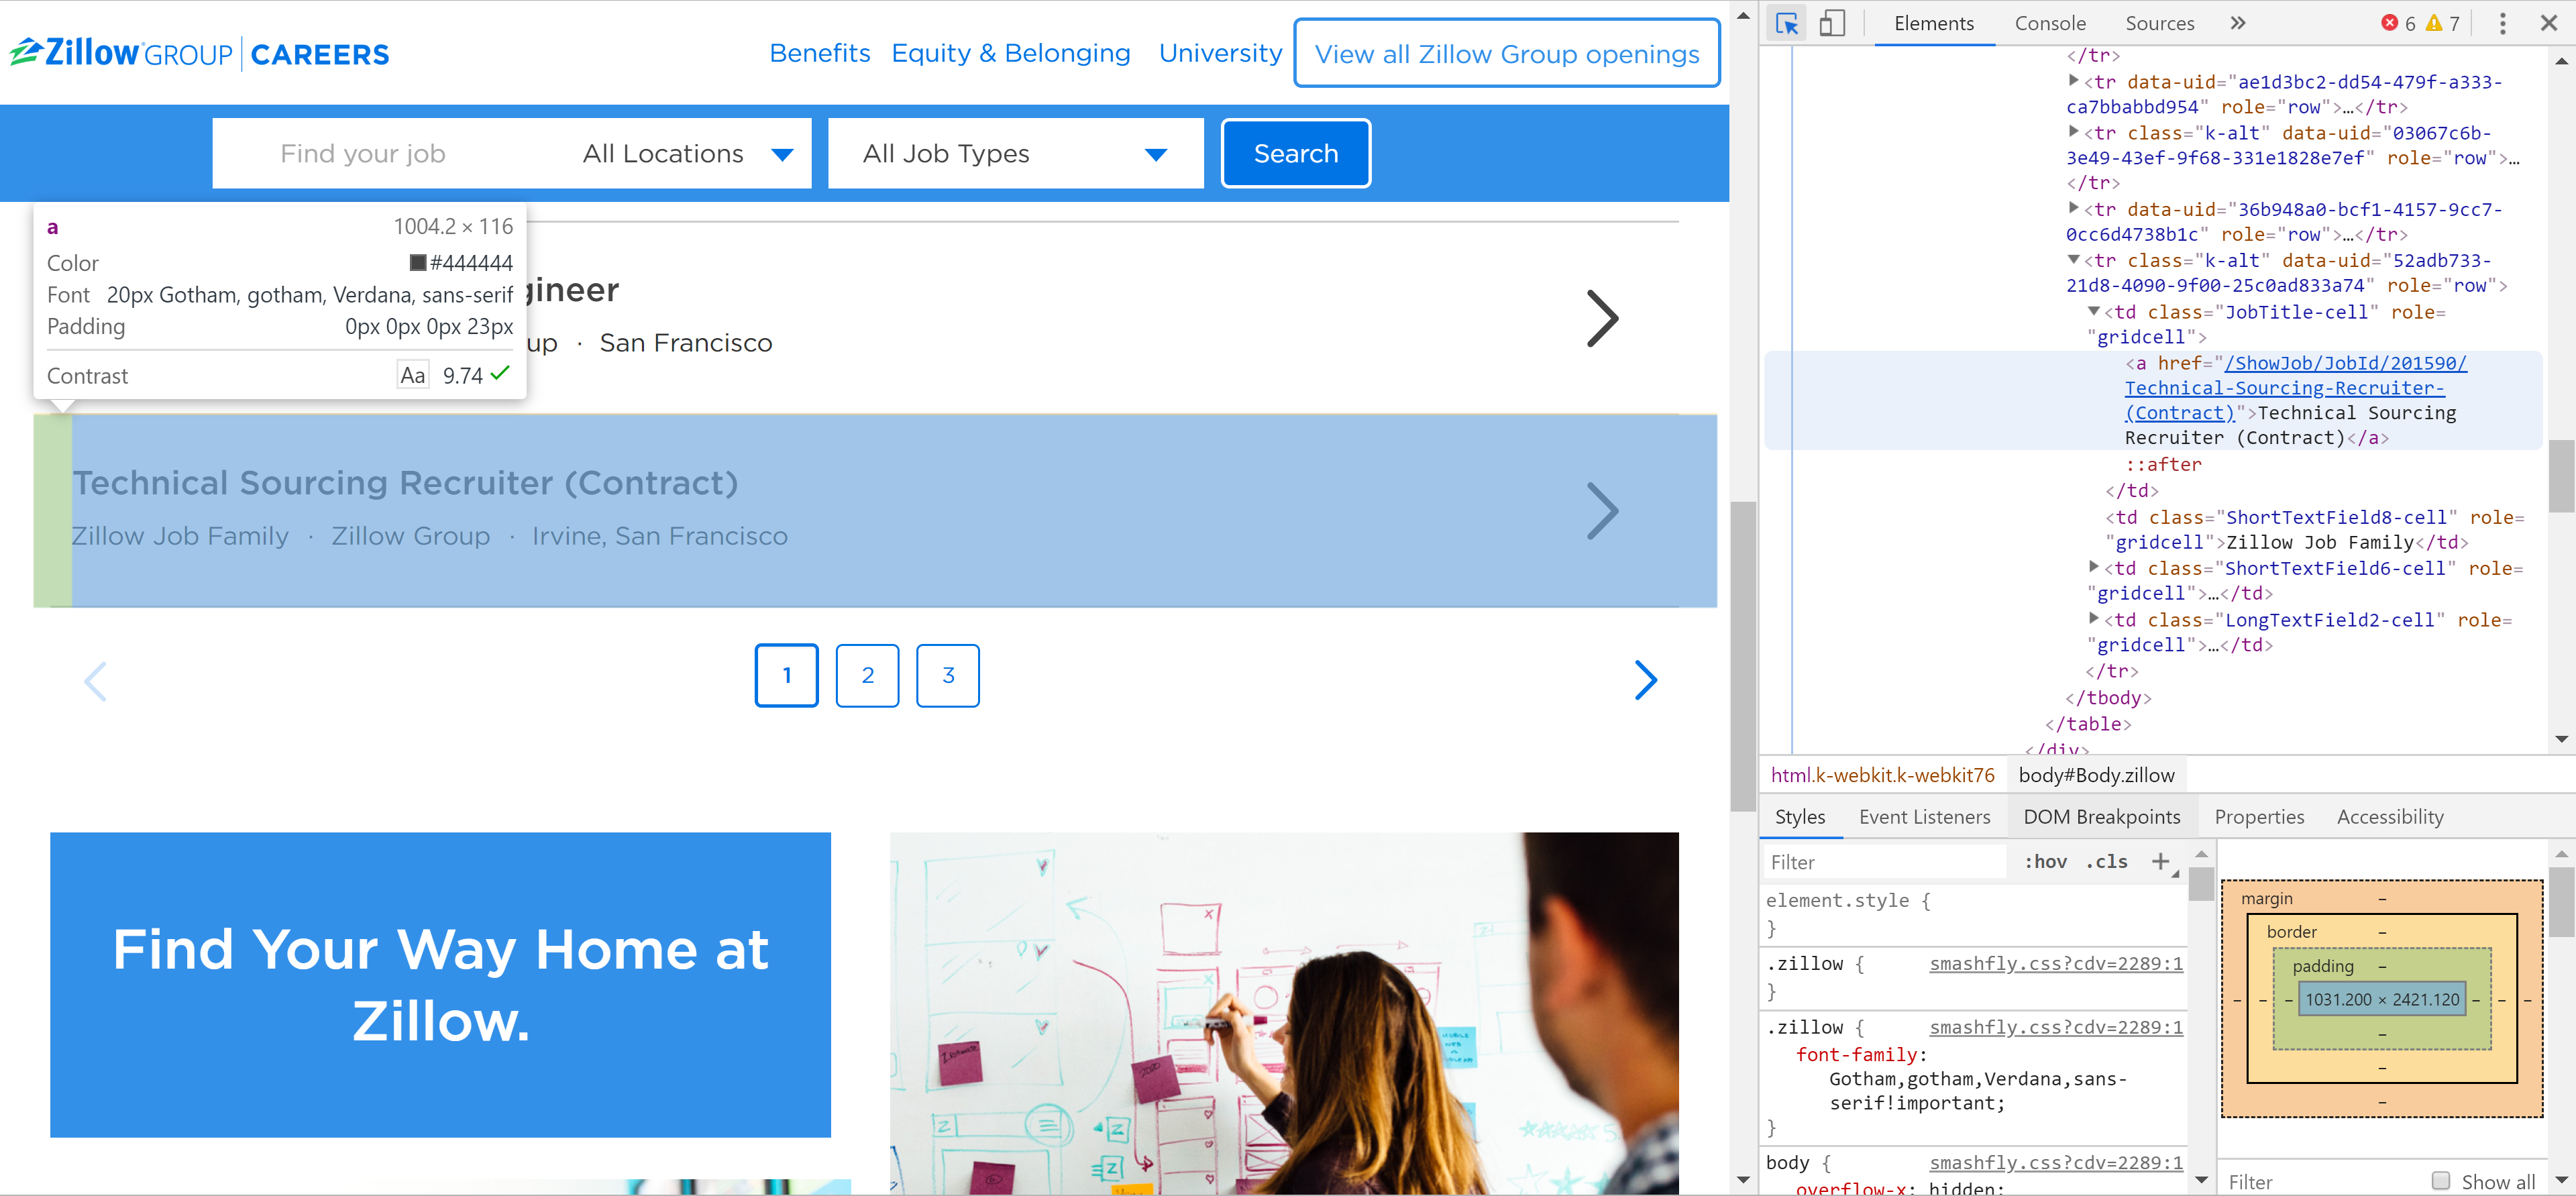 Zillow GROUP | CAREERS
Benefits Equity & Belonging University View all Zillow Group openings
Find your job All Locations All Job Types Search
a 1004.2 × 116
Color #444444
Font 20px Gotham, gotham, Verdana, sans-serif
Padding 0px 0px 0px 23px
Contrast Aa 9.74
gineer
up · San Francisco
Technical Sourcing Recruiter (Contract)
Zillow Job Family · Zillow Group · Irvine, San Francisco
1 2 3
Find Your Way Home at
Zillow.
2020
Elements Console Sources » 6 7
</tr>
<tr data-uid="ae1d3bc2-dd54-479f-a333-
ca7bbabbd954" role="row">…</tr>
<tr class="k-alt" data-uid="03067c6b-
3e49-43ef-9f68-331e1828e7ef" role="row">…
</tr>
<tr data-uid="36b948a0-bcf1-4157-9cc7-
0cc6d4738b1c" role="row">…</tr>
<tr class="k-alt" data-uid="52adb733-
21d8-4090-9f00-25c0ad833a74" role="row">
<td class="JobTitle-cell" role=
"gridcell">
<a href="/ShowJob/JobId/201590/
Technical-Sourcing-Recruiter-
(Contract)">Technical Sourcing
Recruiter (Contract)</a>
::after
</td>
<td class="ShortTextField8-cell" role=
"gridcell">Zillow Job Family</td>
<td class="ShortTextField6-cell" role=
"gridcell">…</td>
<td class="LongTextField2-cell" role=
"gridcell">…</td>
</tr>
</tbody>
</table>
</div>
html.k-webkit.k-webkit76 body#Body.zillow
Styles Event Listeners DOM Breakpoints Properties Accessibility
Filter :hov .cls +
element.style {
}
.zillow { smashfly.css?cdv=2289:1
}
.zillow { smashfly.css?cdv=2289:1
font-family:
Gotham,gotham,Verdana,sans-
serif!important;
}
body { smashfly.css?cdv=2289:1
overflow-x: hidden;
margin –
border –
padding –
– – – 1031.200 × 2421.120 – – –
–
–
–
Filter Show all